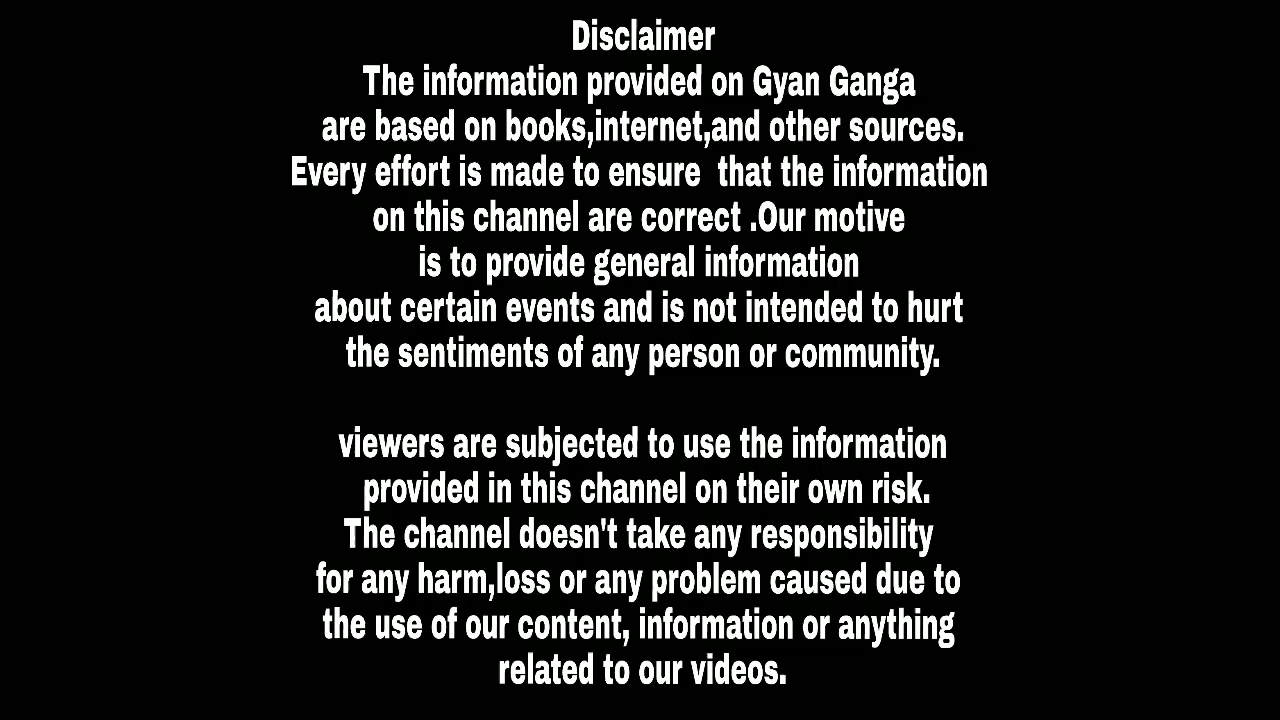 Disclaimer
The information provided on Gyan Ganga
are based on books,internet,and other sources.
Every effort is made to ensure  that the information
on this channel are correct .Our motive
is to provide general information
about certain events and is not intended to hurt
the sentiments of any person or community.
viewers are subjected to use the information
provided in this channel on their own risk.
The channel doesn't take any responsibility
for any harm,loss or any problem caused due to
the use of our content, information or anything
related to our videos.